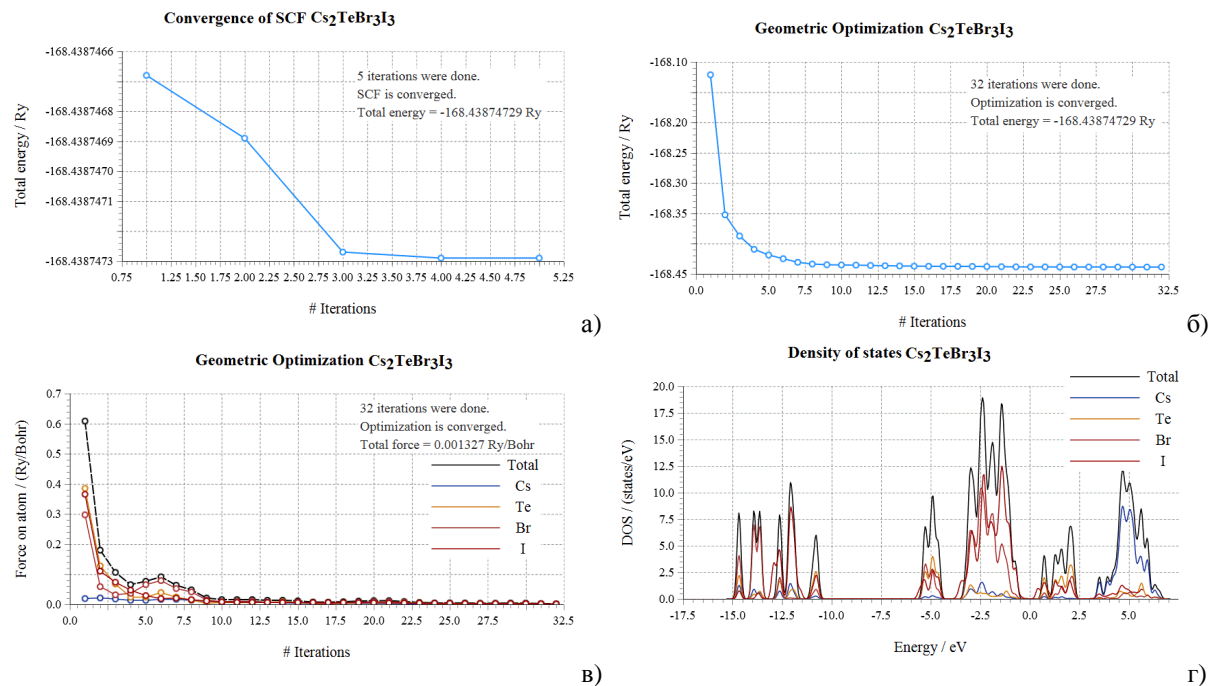 Convergence of SCF Cs₂TeBr₃I₃
Total energy / Ry
-168.4387466
-168.4387468
-168.4387469
-168.4387470
-168.4387471
-168.4387473
5 iterations were done.
SCF is converged.
Total energy = -168.43874729 Ry
0.75 1.25 1.50 1.75 2.00 2.25 2.50 2.75 3.00 3.25 3.50 3.75 4.00 4.25 4.50 4.75 5.25
# Iterations
а)
Geometric Optimization Cs₂TeBr₃I₃
Total energy / Ry
-168.10
-168.20
-168.25
-168.30
-168.35
-168.45
32 iterations were done.
Optimization is converged.
Total energy = -168.43874729 Ry
0.0 2.5 5.0 7.5 10.0 12.5 15.0 17.5 20.0 22.5 25.0 27.5 30.0 32.5
# Iterations
б)
Geometric Optimization Cs₂TeBr₃I₃
Force on atom / (Ry/Bohr)
0.7
0.6
0.5
0.4
0.3
0.2
0.0
32 iterations were done.
Optimization is converged.
Total force = 0.001327 Ry/Bohr
Total
Cs
Te
Br
I
0.0 5.0 7.5 10.0 12.5 15.0 17.5 20.0 22.5 25.0 27.5 32.5
# Iterations
в)
Density of states Cs₂TeBr₃I₃
DOS / (states/eV)
20.0
17.5
15.0
12.5
10.0
7.5
5.0
2.5
0.0
Total
Cs
Te
Br
I
-17.5 -15.0 -12.5 -10.0 -7.5 -5.0 -2.5 0.0 2.5 5.0
Energy / eV
г)